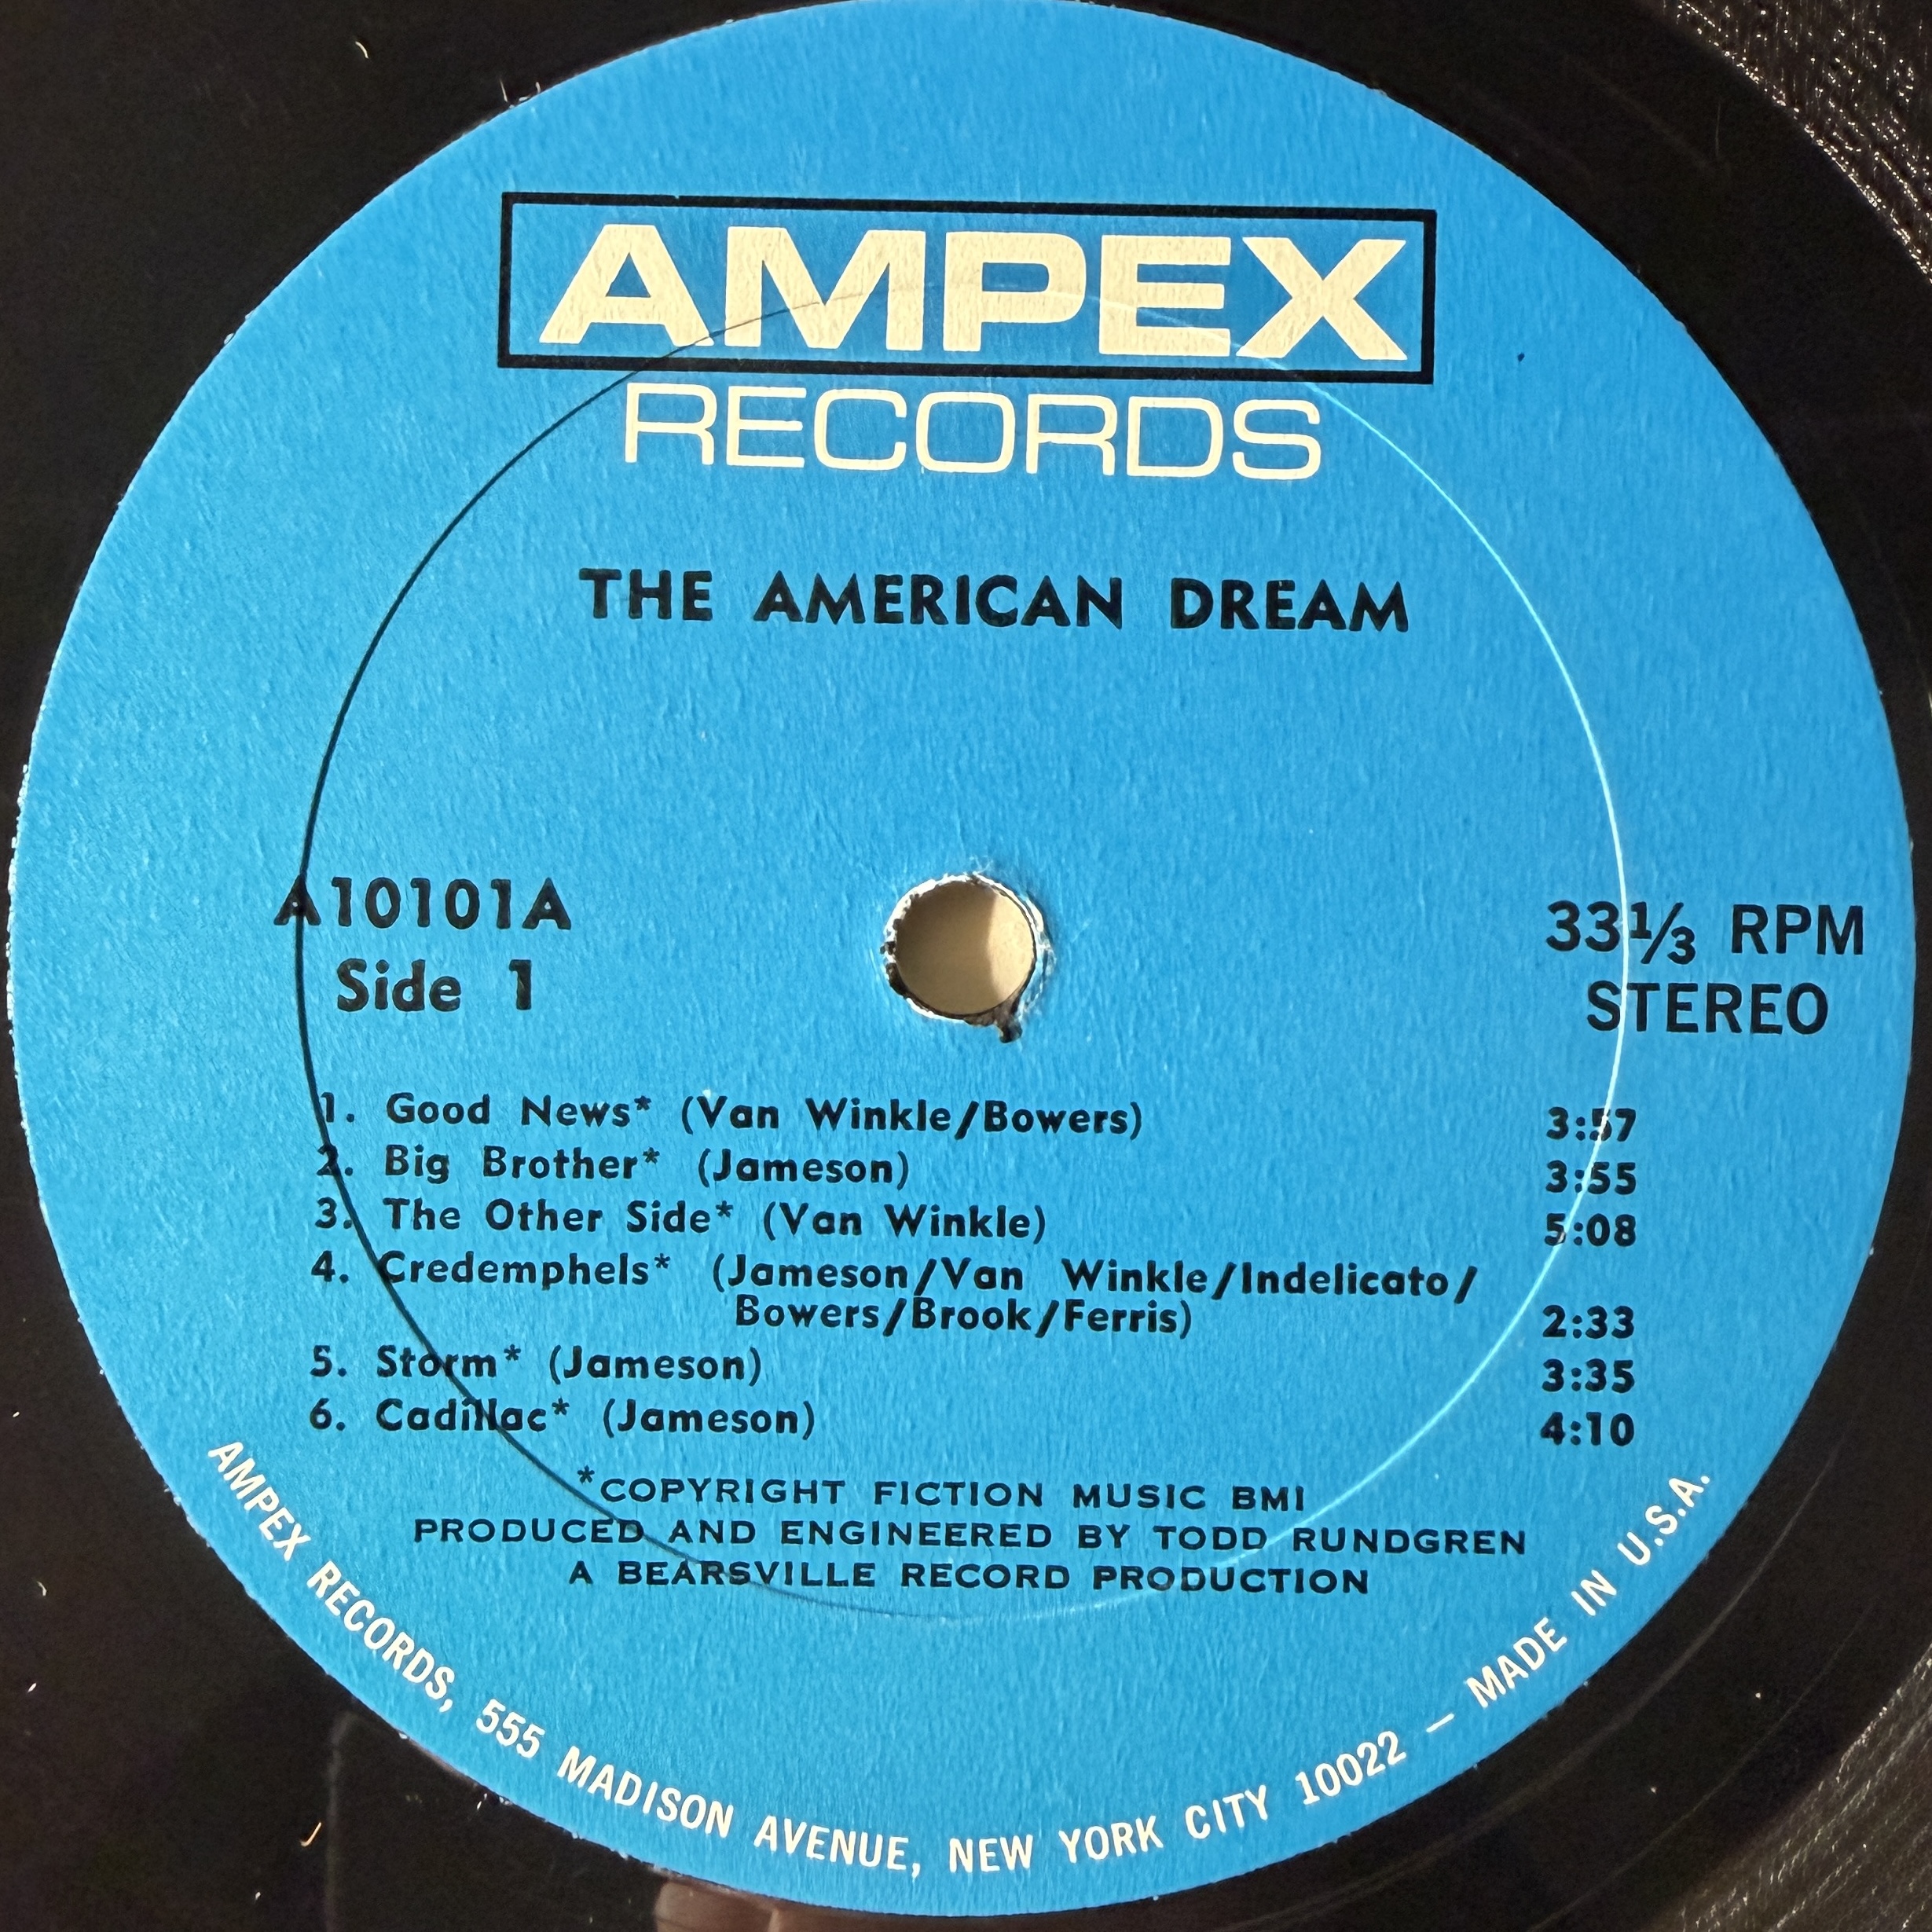 AMPEX
RECORDS
THE AMERICAN DREAM
A10101A
Side 1
33⅓ RPM
STEREO
1. Good News* (Van Winkle/Bowers) 3:57
2. Big Brother* (Jameson) 3:55
3. The Other Side* (Van Winkle) 5:08
4. Credemphels* (Jameson/Van Winkle/Indelicato/
Bowers/Brook/Ferris) 2:33
5. Storm* (Jameson) 3:35
6. Cadillac* (Jameson) 4:10
*COPYRIGHT FICTION MUSIC BMI
PRODUCED AND ENGINEERED BY TODD RUNDGREN
A BEARSVILLE RECORD PRODUCTION
AMPEX RECORDS, 555 MADISON AVENUE, NEW YORK CITY 10022 — MADE IN U.S.A.